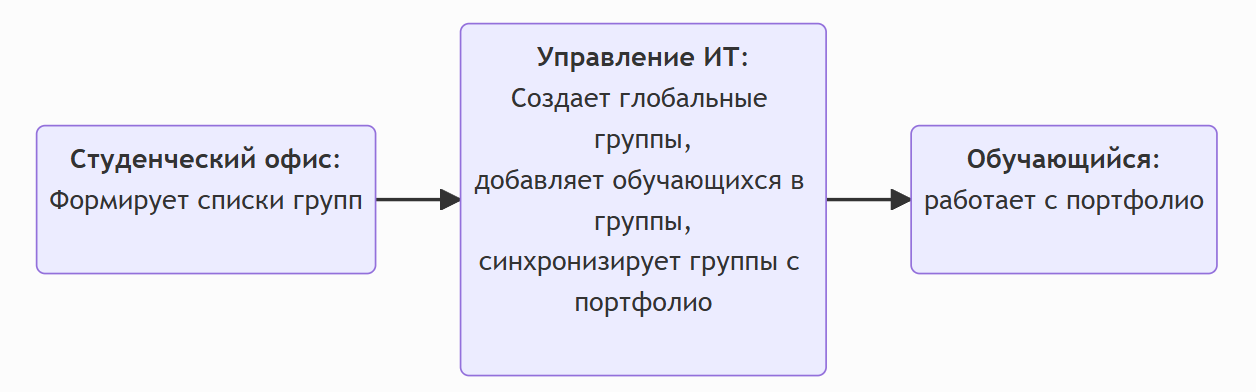 Студенческий офис:
Формирует списки групп
Управление ИТ:
Создает глобальные
группы,
добавляет обучающихся в
группы,
синхронизирует группы с
портфолио
Обучающийся:
работает с портфолио